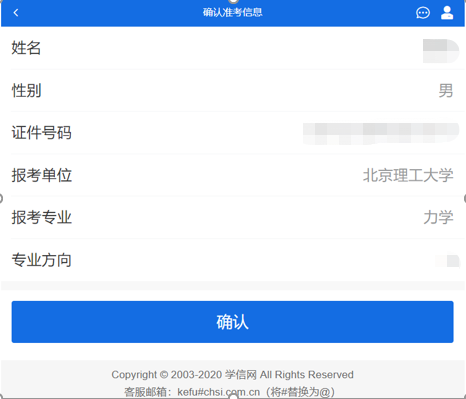 确认准考信息
姓名
性别 男
证件号码
报考单位 北京理工大学
报考专业 力学
专业方向
确认
Copyright © 2003-2020 学信网 All Rights Reserved
客服邮箱：kefu#chsi.com.cn（将#替换为@）